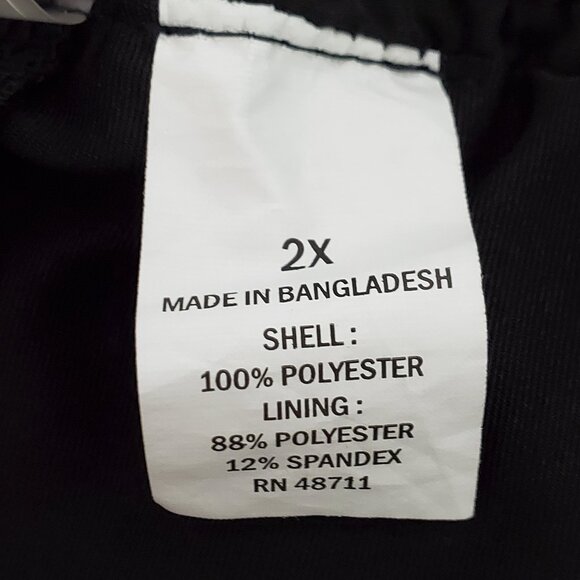 2X
MADE IN BANGLADESH
SHELL :
100% POLYESTER
LINING :
88% POLYESTER
12% SPANDEX
RN 48711